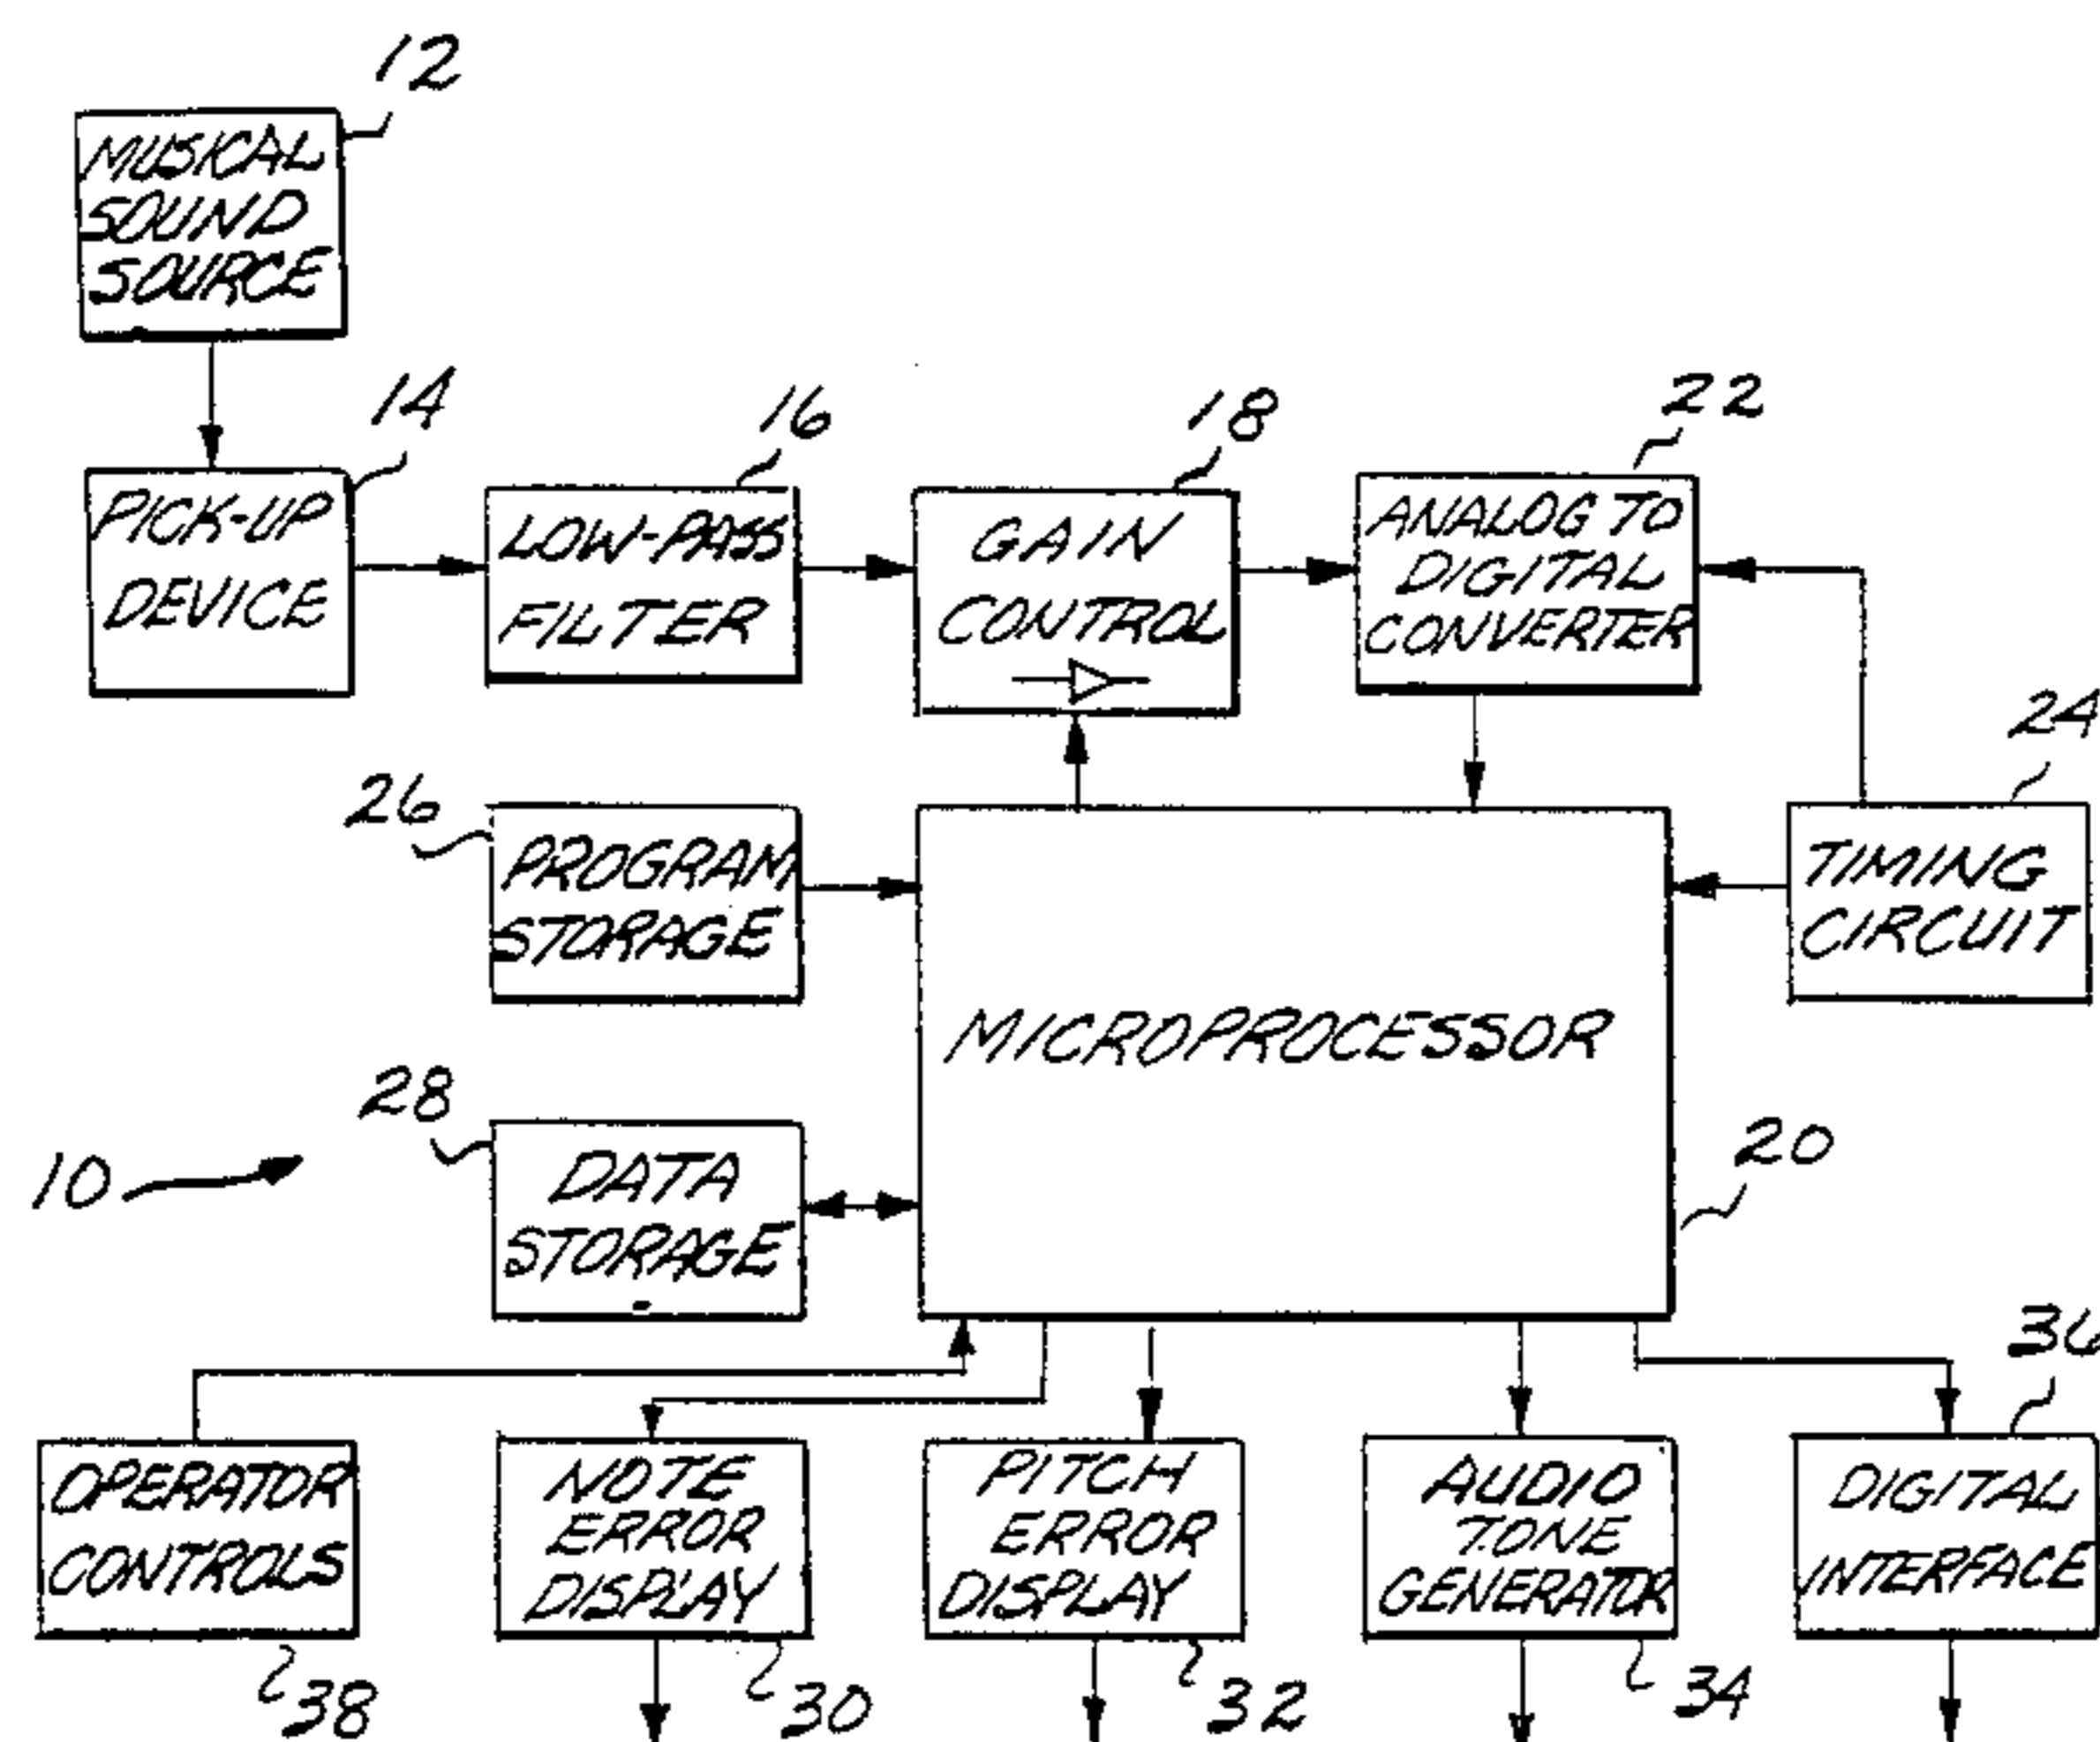 12
MUSICAL
SOUND
SOURCE
14
PICK-UP
DEVICE
16
LOW-PASS
FILTER
18
GAIN
CONTROL
22
ANALOG TO
DIGITAL
CONVERTER
24
TIMING
CIRCUIT
26
PROGRAM
STORAGE
MICROPROCESSOR
20
28
DATA
STORAGE
10
36
OPERATOR
CONTROLS
38
NOTE
ERROR
DISPLAY
30
PITCH
ERROR
DISPLAY
32
AUDIO
TONE
GENERATOR
34
DIGITAL
INTERFACE